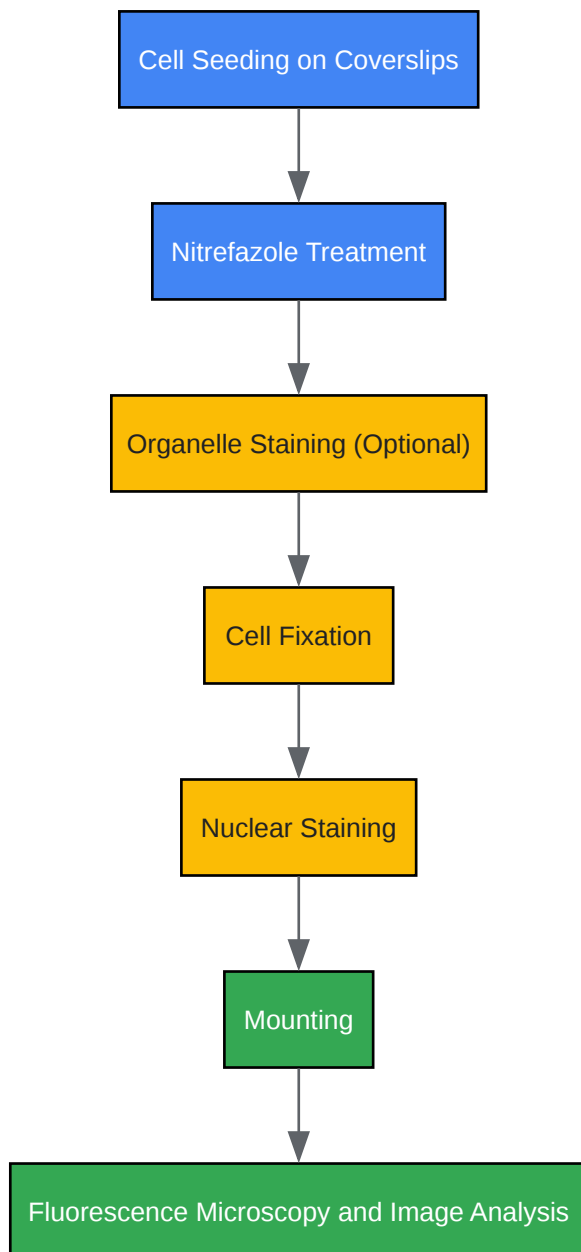 Cell Seeding on Coverslips
Nitrefazole Treatment
Organelle Staining (Optional)
Cell Fixation
Nuclear Staining
Mounting
Fluorescence Microscopy and Image Analysis